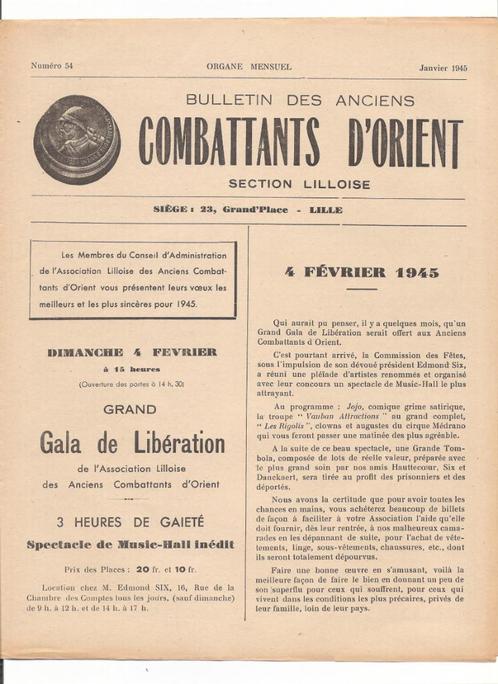 Numéro 54
ORGANE MENSUEL
Janvier 1945
BULLETIN DES ANCIENS
COMBATTANTS D'ORIENT
SECTION LILLOISE
SIÈGE : 23, Grand'Place - LILLE
Les Membres du Conseil d'Administration
de l'Association Lilloise des Anciens Combat-
tants d'Orient vous présentent leurs vœux les
meilleurs et les plus sincères pour 1945.
DIMANCHE 4 FEVRIER
à 15 heures
(Ouverture des portes à 14 h. 30)
GRAND
Gala de Libération
de l'Association Lilloise
des Anciens Combattants d'Orient
3 HEURES DE GAIETÉ
Spectacle de Music-Hall inédit
Prix des Places : 20 fr. et 10 fr.
Location chez M. Edmond SIX, 16, Rue de la
Chambre des Comptes tous les jours, (sauf dimanche)
de 9 h. à 12 h. et de 14 h. à 17 h.
4 FÉVRIER 1945
Qui aurait pu penser, il y a quelques mois, qu'un
Grand Gala de Libération serait offert aux Anciens
Combattants d'Orient.
C'est pourtant arrivé, la Commission des Fêtes,
sous l'impulsion de son dévoué président Edmond Six,
a réuni une pléiade d'artistes renommés et organisé
avec leur concours un spectacle de Music-Hall le plus
attrayant.
Au programme : Jojo, comique grime satirique,
la troupe " Vauban Attractions " au grand complet,
" Les Rigolis ", clowns et augustes du cirque Médrano
qui vous feront passer une matinée des plus agréable.
A la suite de ce beau spectacle, une Grande Tom-
bola, composée de lots de réelle valeur, préparée avec
le plus grand soin par nos amis Hauttecœur, Six et
Danckaert, sera tirée au profit des prisonniers et des
déportés.
Nous avons la certitude que pour avoir toutes les
chances en mains, vous achèterez beaucoup de billets
de façon à faciliter à votre Association l'aide qu'elle
doit fournir, dès leur rentrée, à nos malheureux cama-
rades en les dépannant de suite, pour l'achat de vête-
tements, linge, sous-vêtements, chaussures, etc., dont
ils seront totalement dépourvus.
Faire une bonne œuvre en s'amusant, voilà la
meilleure façon de faire le bien en donnant un peu de
son superflu pour ceux qui souffrent, pour ceux qui
vivent dans les conditions les plus précaires, privés de
leur famille, loin de leur pays.